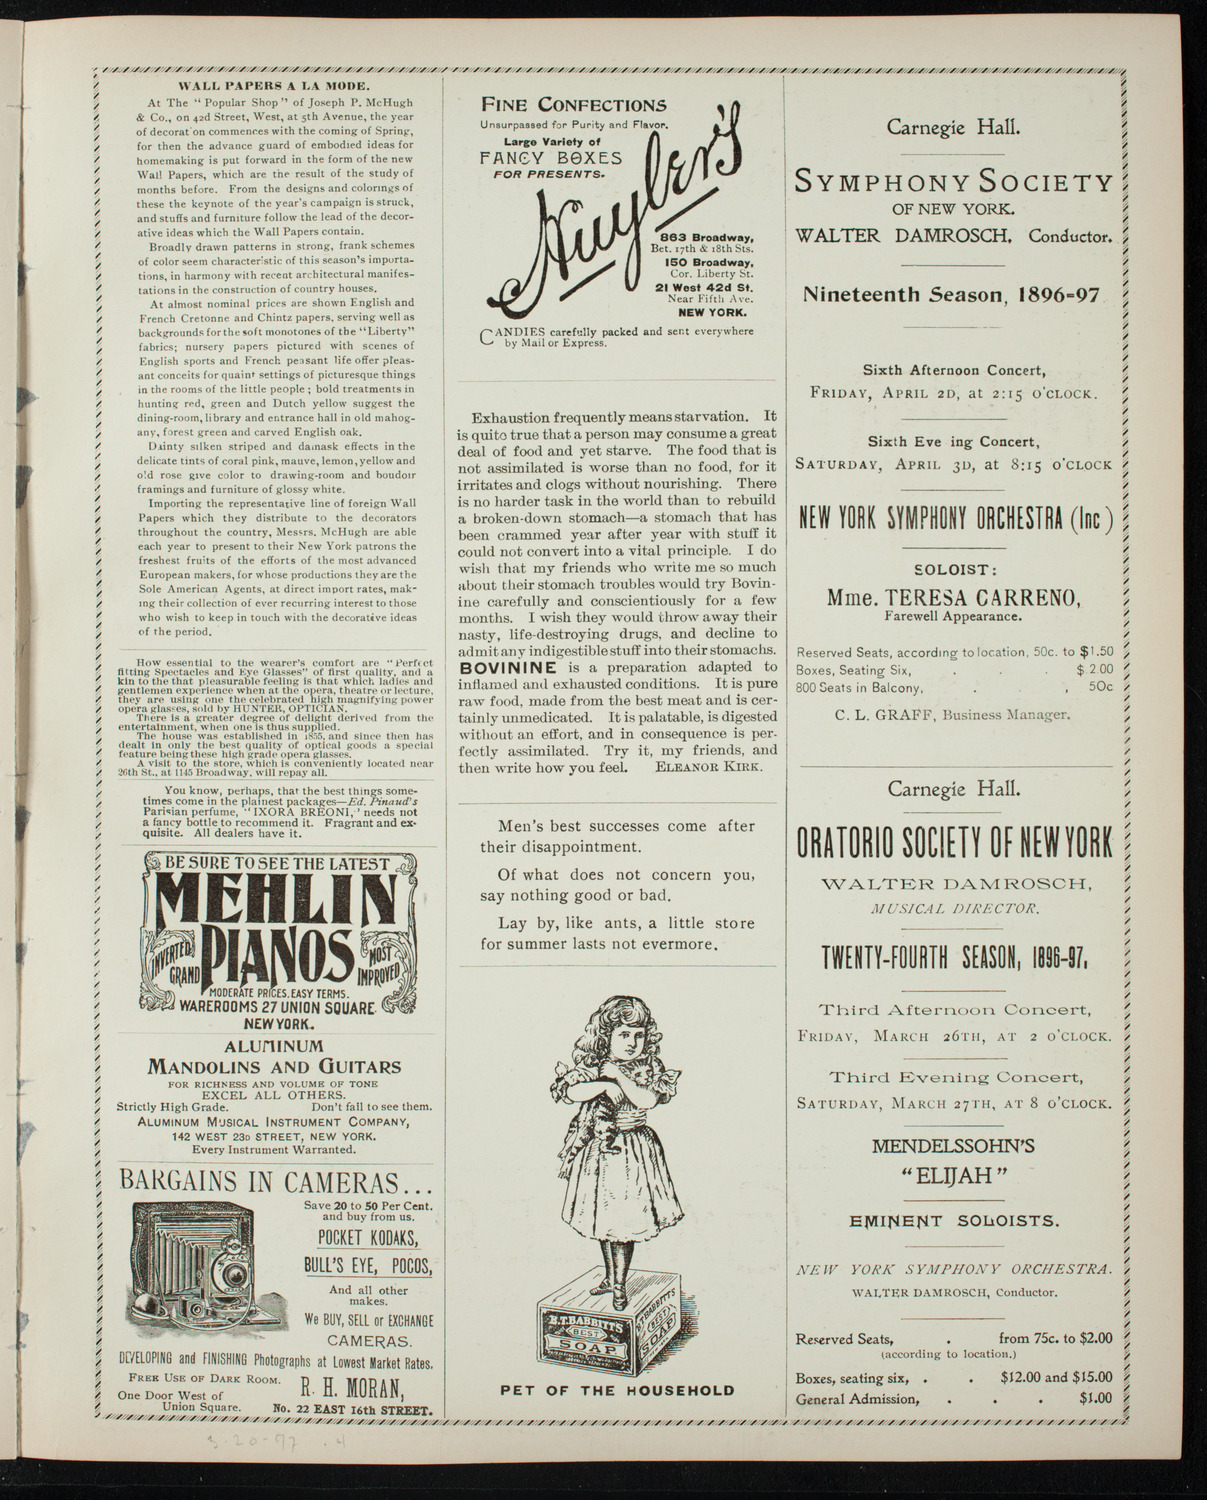 WALL PAPERS A LA MODE.
At The "Popular Shop" of Joseph P. McHugh
& Co., on 42d Street, West, at 5th Avenue, the year
of decorat on commences with the coming of Spring,
for then the advance guard of embodied ideas for
homemaking is put forward in the form of the new
Wall Papers, which are the result of the study of
months before. From the designs and colorings of
these the keynote of the year's campaign is struck,
and stuffs and furniture follow the lead of the decor-
ative ideas which the Wall Papers contain.
Broadly drawn patterns in strong, frank schemes
of color seem characteristic of this season's importa-
tions, in harmony with recent architectural manifes-
tations in the construction of country houses.
At almost nominal prices are shown English and
French Cretonne and Chintz papers, serving well as
backgrounds for the soft monotones of the "Liberty"
fabrics; nursery papers pictured with scenes of
English sports and French peasant life offer pleas-
ant conceits for quaint settings of picturesque things
in the rooms of the little people; bold treatments in
hunting red, green and Dutch yellow suggest the
dining-room, library and entrance hall in old mahog-
any, forest green and carved English oak.
Dainty silken striped and damask effects in the
delicate tints of coral pink, mauve, lemon, yellow and
old rose give color to drawing-room and boudoir
framings and furniture of glossy white.
Importing the representative line of foreign Wall
Papers which they distribute to the decorators
throughout the country, Messrs. McHugh are able
each year to present to their New York patrons the
freshest fruits of the efforts of the most advanced
European makers, for whose productions they are the
Sole American Agents, at direct import rates, mak-
ing their collection of ever recurring interest to those
who wish to keep in touch with the decorative ideas
of the period.
How essential to the wearer's comfort are "Perfect
fitting Spectacles and Eye Glasses" of first quality, and a
kin to the that pleasurable feeling is that which ladies and
gentlemen experience when at the opera, theatre or lecture,
they are using one the celebrated high magnifying power
opera glasses, sold by HUNTER, OPTICIAN.
There is a greater degree of delight derived from the
entertainment, when one is thus supplied.
The house was established in 1855, and since then has
dealt in only the best quality of optical goods a special
feature being these high grade opera glasses.
A visit to the store, which is conveniently located near
26th St., at 1145 Broadway, will repay all.
You know, perhaps, that the best things some-
times come in the plainest packages—Ed. Pinaud's
Parisian perfume, "IXORA BREONI,' needs not
a fancy bottle to recommend it. Fragrant and ex-
quisite. All dealers have it.
BE SURE TO SEE THE LATEST
MEHLIN
PIANOS
INVERTED GRAND
MOST IMPROVED
MODERATE PRICES. EASY TERMS.
WAREROOMS 27 UNION SQUARE
NEW YORK.
ALUMINUM
MANDOLINS AND GUITARS
FOR RICHNESS AND VOLUME OF TONE
EXCEL ALL OTHERS.
Strictly High Grade. Don't fail to see them.
ALUMINUM MUSICAL INSTRUMENT COMPANY,
142 WEST 23D STREET, NEW YORK.
Every Instrument Warranted.
BARGAINS IN CAMERAS...
Save 20 to 50 Per Cent.
and buy from us.
POCKET KODAKS,
BULL'S EYE, POCOS,
And all other
makes.
We BUY, SELL or EXCHANGE
CAMERAS.
DEVELOPING and FINISHING Photographs at Lowest Market Rates.
FREE USE OF DARK ROOM.
One Door West of
Union Square.
R. H. MORAN,
No. 22 EAST 16th STREET.
FINE CONFECTIONS
Unsurpassed for Purity and Flavor.
Large Variety of
FANCY BOXES
FOR PRESENTS.
Huyler's
863 Broadway,
Bet. 17th & 18th Sts.
150 Broadway,
Cor. Liberty St.
21 West 42d St.
Near Fifth Ave.
NEW YORK.
CANDIES carefully packed and sent everywhere
by Mail or Express.
Exhaustion frequently means starvation. It
is quito true that a person may consume a great
deal of food and yet starve. The food that is
not assimilated is worse than no food, for it
irritates and clogs without nourishing. There
is no harder task in the world than to rebuild
a broken-down stomach—a stomach that has
been crammed year after year with stuff it
could not convert into a vital principle. I do
wish that my friends who write me so much
about their stomach troubles would try Bovin-
ine carefully and conscientiously for a few
months. I wish they would throw away their
nasty, life-destroying drugs, and decline to
admit any indigestible stuff into their stomachs.
BOVININE is a preparation adapted to
inflamed and exhausted conditions. It is pure
raw food, made from the best meat and is cer-
tainly unmedicated. It is palatable, is digested
without an effort, and in consequence is per-
fectly assimilated. Try it, my friends, and
then write how you feel. ELEANOR KIRK.
Men's best successes come after
their disappointment.
Of what does not concern you,
say nothing good or bad.
Lay by, like ants, a little store
for summer lasts not evermore.
B.T. BABBITTS
BEST
SOAP
B.T. BABBITTS
BEST
SOAP
PET OF THE HOUSEHOLD
Carnegie Hall.
SYMPHONY SOCIETY
OF NEW YORK.
WALTER DAMROSCH, Conductor.
Nineteenth Season, 1896-97
Sixth Afternoon Concert,
FRIDAY, APRIL 2D, at 2:15 O'CLOCK.
Sixth Eve ing Concert,
SATURDAY, APRIL 3D, at 8:15 O'CLOCK
NEW YORK SYMPHONY ORCHESTRA (Inc )
SOLOIST:
Mme. TERESA CARRENO,
Farewell Appearance.
Reserved Seats, according to location, 50c. to $1.50
Boxes, Seating Six, . . . $ 2.00
800 Seats in Balcony, . . 50c
C. L. GRAFF, Business Manager.
Carnegie Hall.
ORATORIO SOCIETY OF NEW YORK
WALTER DAMROSCH,
MUSICAL DIRECTOR.
TWENTY-FOURTH SEASON, 1896-97.
Third Afternoon Concert,
FRIDAY, MARCH 26TH, AT 2 O'CLOCK.
Third Evening Concert,
SATURDAY, MARCH 27TH, AT 8 O'CLOCK.
MENDELSSOHN'S
"ELIJAH"
EMINENT SOLOISTS.
NEW YORK SYMPHONY ORCHESTRA.
WALTER DAMROSCH, Conductor.
Reserved Seats, . from 75c. to $2.00
(according to location.)
Boxes, seating six, . . $12.00 and $15.00
General Admission, . . . $1.00
3-20-97 . 4